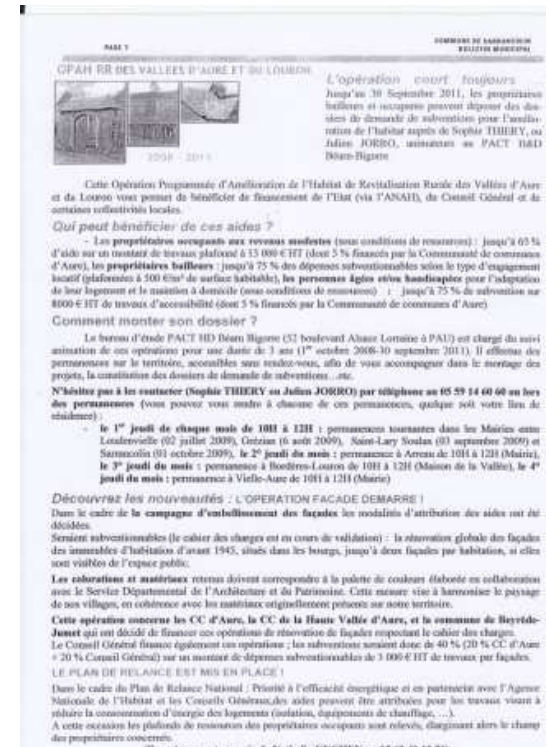 PAGE 7
COMMUNE DE SARRANCOLIN
BULLETIN MUNICIPAL
OPAH RR DES VALLEES D'AURE ET DU LOURON
2008 - 2011
L'opération court toujours
Jusqu'au 30 Septembre 2011, les propriétaires
bailleurs et occupants peuvent déposer des dos-
siers de demande de subventions pour l'amélio-
ration de l'habitat auprès de Sophie THIERY, ou
Julien JORRO, animateurs au PACT H&D
Béarn-Bigorre
Cette Opération Programmée d'Amélioration de l'Habitat de Revitalisation Rurale des Vallées d'Aure
et du Louron vous permet de bénéficier de financement de l'Etat (via l'ANAH), du Conseil Général et de
certaines collectivités locales.
Qui peut bénéficier de ces aides ?
- Les propriétaires occupants aux revenus modestes (sous conditions de ressources) : jusqu'à 65 %
d'aide sur un montant de travaux plafonné à 13 000 € HT (dont 5 % financés par la Communauté de communes
d'Aure), les propriétaires bailleurs : jusqu'à 75 % des dépenses subventionnables selon le type d'engagement
locatif (plafonnées à 500 €/m² de surface habitable), les personnes âgées et/ou handicapées pour l'adaptation
de leur logement et le maintien à domicile (sous conditions de ressources) : jusqu'à 75 % de subvention sur
8000 € HT de travaux d'accessibilité (dont 5 % financés par la Communauté de communes d'Aure)
Comment monter son dossier ?
Le bureau d'étude PACT HD Béarn Bigorre (52 boulevard Alsace Lorraine à PAU) est chargé du suivi
animation de ces opérations pour une durée de 3 ans (1er octobre 2008-30 septembre 2011). Il effectue des
permanences sur le territoire, accessibles sans rendez-vous, afin de vous accompagner dans le montage des
projets, la constitution des dossiers de demande de subventions…etc.
N'hésitez pas à les contacter (Sophie THIERY ou Julien JORRO) par téléphone au 05 59 14 60 60 ou lors
des permanences (vous pouvez vous rendre à chacune de ces permanences, quelque soit votre lieu de
résidence) :
- le 1er jeudi de chaque mois de 10H à 12H : permanences tournantes dans les Mairies entre
Loudenvielle (02 juillet 2009), Grézian (6 août 2009), Saint-Lary Soulan (03 septembre 2009) et
Sarrancolin (01 octobre 2009), le 2e jeudi du mois : permanence à Arreau de 10H à 12H (Mairie),
le 3e jeudi du mois : permanence à Bordères-Louron de 10H à 12H (Maison de la Vallée), le 4e
jeudi du mois : permanence à Vielle-Aure de 10H à 12H (Mairie)
Découvrez les nouveautés : L'OPERATION FACADE DEMARRE !
Dans le cadre de la campagne d'embellissement des façades les modalités d'attribution des aides ont été
décidées.
Seraient subventionnables (le cahier des charges est en cours de validation) : la rénovation globale des façades
des immeubles d'habitation d'avant 1945, situés dans les bourgs, jusqu'à deux façades par habitation, si elles
sont visibles de l'espace public.
Les colorations et matériaux retenus doivent correspondre à la palette de couleurs élaborée en collaboration
avec le Service Départemental de l'Architecture et du Patrimoine. Cette mesure vise à harmoniser le paysage
de nos villages, en cohérence avec les matériaux originellement présents sur notre territoire.
Cette opération concerne les CC d'Aure, la CC de la Haute Vallée d'Aure, et la commune de Beyrède-
Jumet qui ont décidé de financer ces opérations de rénovation de façades respectant le cahier des charges.
Le Conseil Général finance également ces opérations ; les subventions seraient donc de 40 % (20 % CC d'Aure
+ 20 % Conseil Général) sur un montant de dépenses subventionnables de 3 000 € HT de travaux par façades.
LE PLAN DE RELANCE EST MIS EN PLACE !
Dans le cadre du Plan de Relance National : Priorité à l'efficacité énergétique et en partenariat avec l'Agence
Nationale de l'Habitat et les Conseils Généraux,des aides peuvent être attribuées pour les travaux visant à
réduire la consommation d'énergie des logements (isolation, équipements de chauffage, …).
A cette occasion les plafonds de ressources des propriétaires occupants sont relevés, élargissant alors le champ
des propriétaires concernés.